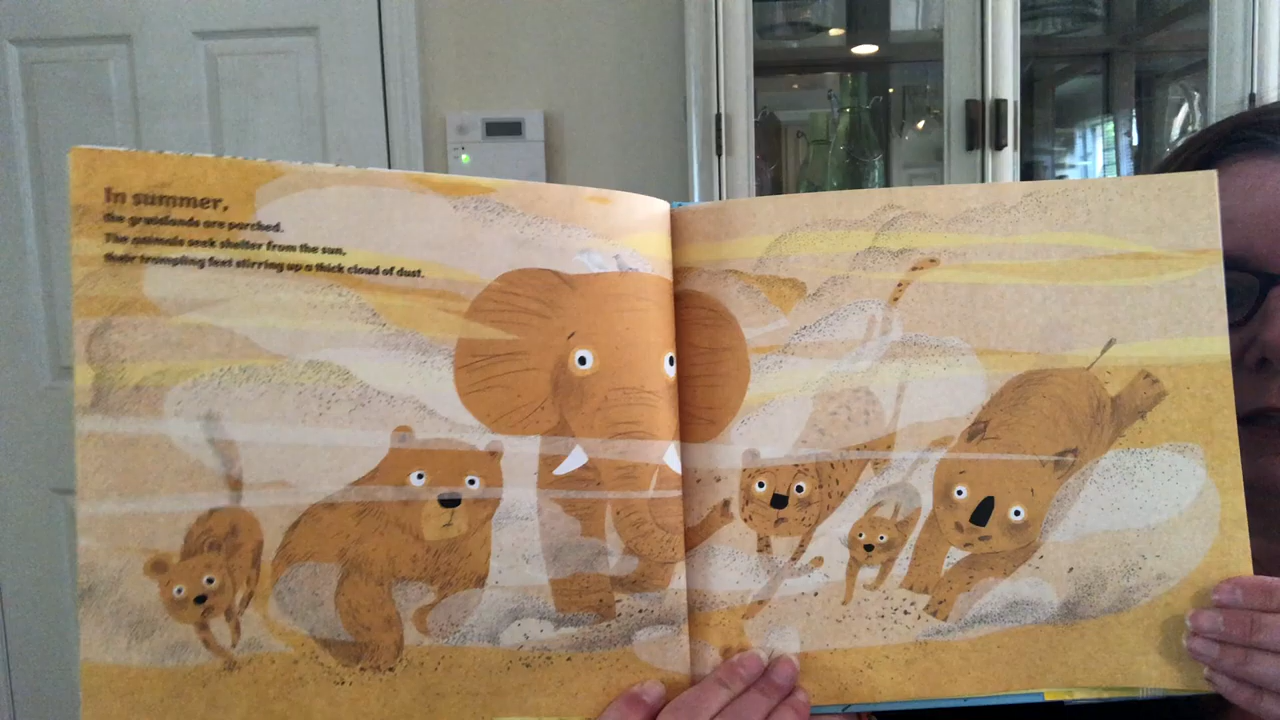 In summer,
the grasslands are parched.
The animals seek shelter from the sun,
their trampling feet stirring up a thick cloud of dust.